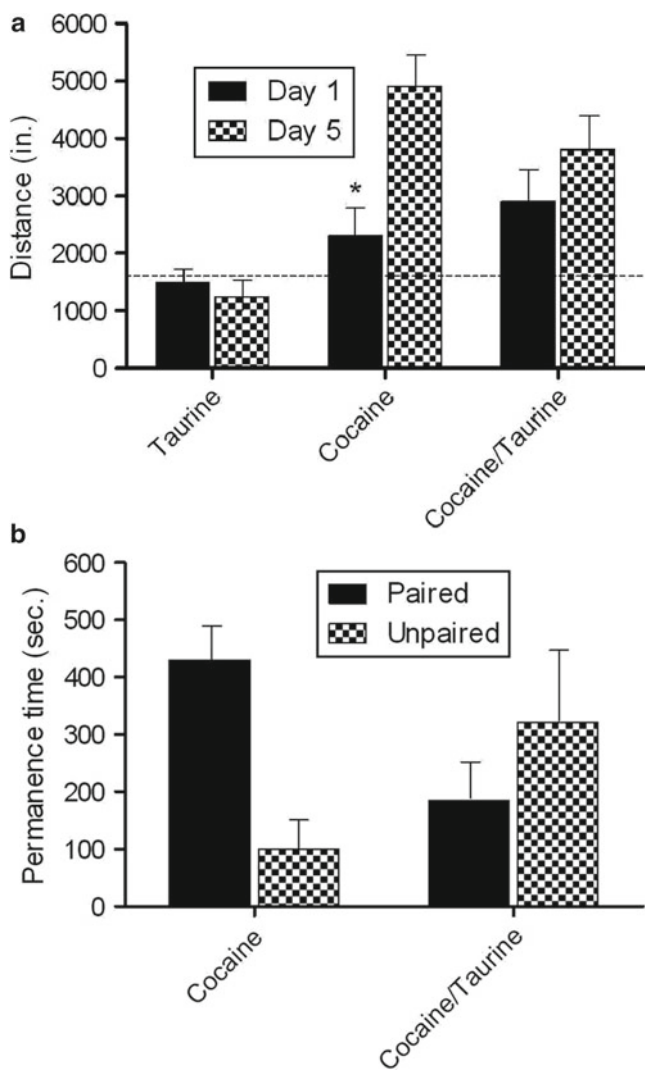 a
6000
5000
4000
3000
2000
1000
0
Distance (in.)
Day 1
Day 5
*
Taurine
Cocaine
Cocaine/Taurine
b
600
500
400
300
200
100
0
Permanence time (sec.)
Paired
Unpaired
Cocaine
Cocaine/Taurine